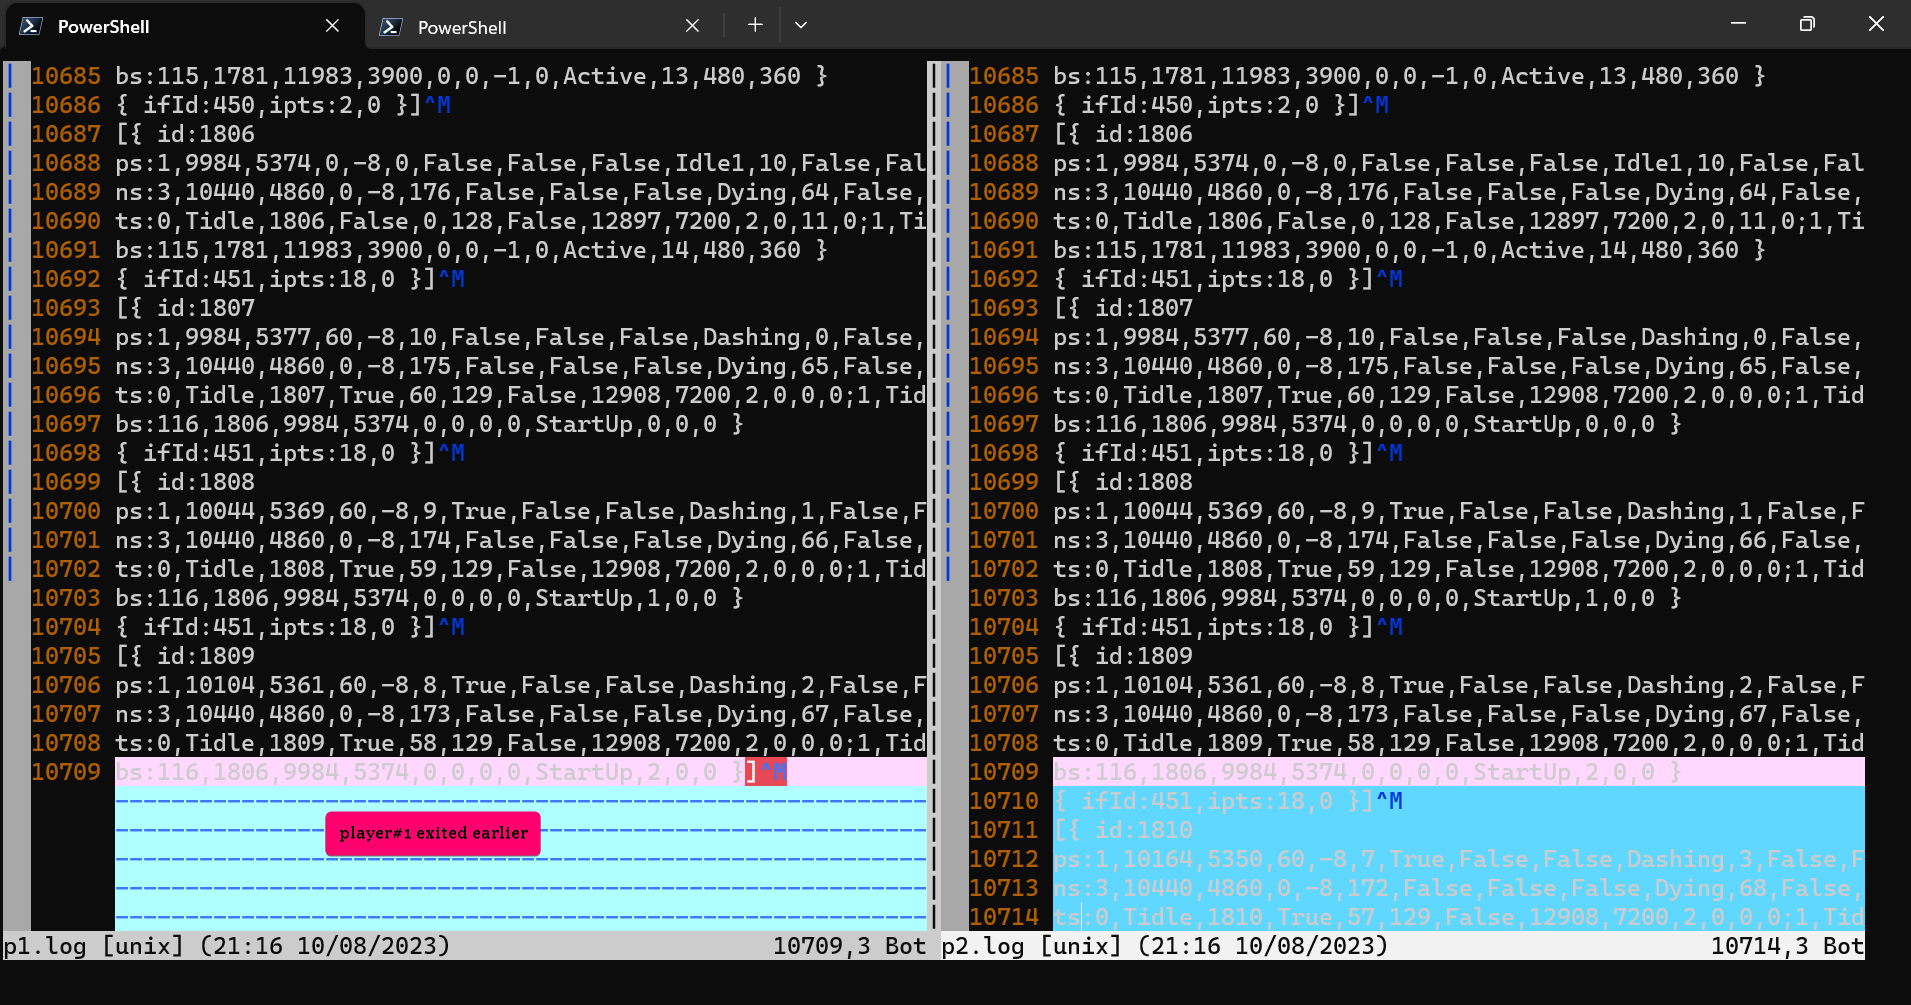 PowerShell
PowerShell
10685 bs:115,1781,11983,3900,0,0,-1,0,Active,13,480,360 }
10686 { ifId:450,ipts:2,0 }]^M
10687 [{ id:1806
10688 ps:1,9984,5374,0,-8,0,False,False,False,Idle1,10,False,Fal
10689 ns:3,10440,4860,0,-8,176,False,False,False,Dying,64,False,
10690 ts:0,Tidle,1806,False,0,128,False,12897,7200,2,0,11,0;1,Ti
10691 bs:115,1781,11983,3900,0,0,-1,0,Active,14,480,360 }
10692 { ifId:451,ipts:18,0 }]^M
10693 [{ id:1807
10694 ps:1,9984,5377,60,-8,10,False,False,False,Dashing,0,False,
10695 ns:3,10440,4860,0,-8,175,False,False,False,Dying,65,False,
10696 ts:0,Tidle,1807,True,60,129,False,12908,7200,2,0,0,0;1,Tid
10697 bs:116,1806,9984,5374,0,0,0,0,StartUp,0,0,0 }
10698 { ifId:451,ipts:18,0 }]^M
10699 [{ id:1808
10700 ps:1,10044,5369,60,-8,9,True,False,False,Dashing,1,False,F
10701 ns:3,10440,4860,0,-8,174,False,False,False,Dying,66,False,
10702 ts:0,Tidle,1808,True,59,129,False,12908,7200,2,0,0,0;1,Tid
10703 bs:116,1806,9984,5374,0,0,0,0,StartUp,1,0,0 }
10704 { ifId:451,ipts:18,0 }]^M
10705 [{ id:1809
10706 ps:1,10104,5361,60,-8,8,True,False,False,Dashing,2,False,F
10707 ns:3,10440,4860,0,-8,173,False,False,False,Dying,67,False,
10708 ts:0,Tidle,1809,True,58,129,False,12908,7200,2,0,0,0;1,Tid
10709 bs:116,1806,9984,5374,0,0,0,0,StartUp,2,0,0 }]^M
player#1 exited earlier
p1.log [unix] (21:16 10/08/2023) 10709,3 Bot
10685 bs:115,1781,11983,3900,0,0,-1,0,Active,13,480,360 }
10686 { ifId:450,ipts:2,0 }]^M
10687 [{ id:1806
10688 ps:1,9984,5374,0,-8,0,False,False,False,Idle1,10,False,Fal
10689 ns:3,10440,4860,0,-8,176,False,False,False,Dying,64,False,
10690 ts:0,Tidle,1806,False,0,128,False,12897,7200,2,0,11,0;1,Ti
10691 bs:115,1781,11983,3900,0,0,-1,0,Active,14,480,360 }
10692 { ifId:451,ipts:18,0 }]^M
10693 [{ id:1807
10694 ps:1,9984,5377,60,-8,10,False,False,False,Dashing,0,False,
10695 ns:3,10440,4860,0,-8,175,False,False,False,Dying,65,False,
10696 ts:0,Tidle,1807,True,60,129,False,12908,7200,2,0,0,0;1,Tid
10697 bs:116,1806,9984,5374,0,0,0,0,StartUp,0,0,0 }
10698 { ifId:451,ipts:18,0 }]^M
10699 [{ id:1808
10700 ps:1,10044,5369,60,-8,9,True,False,False,Dashing,1,False,F
10701 ns:3,10440,4860,0,-8,174,False,False,False,Dying,66,False,
10702 ts:0,Tidle,1808,True,59,129,False,12908,7200,2,0,0,0;1,Tid
10703 bs:116,1806,9984,5374,0,0,0,0,StartUp,1,0,0 }
10704 { ifId:451,ipts:18,0 }]^M
10705 [{ id:1809
10706 ps:1,10104,5361,60,-8,8,True,False,False,Dashing,2,False,F
10707 ns:3,10440,4860,0,-8,173,False,False,False,Dying,67,False,
10708 ts:0,Tidle,1809,True,58,129,False,12908,7200,2,0,0,0;1,Tid
10709 bs:116,1806,9984,5374,0,0,0,0,StartUp,2,0,0 }
10710 { ifId:451,ipts:18,0 }]^M
10711 [{ id:1810
10712 ps:1,10164,5350,60,-8,7,True,False,False,Dashing,3,False,F
10713 ns:3,10440,4860,0,-8,172,False,False,False,Dying,68,False,
10714 ts:0,Tidle,1810,True,57,129,False,12908,7200,2,0,0,0;1,Tid
p2.log [unix] (21:16 10/08/2023) 10714,3 Bot